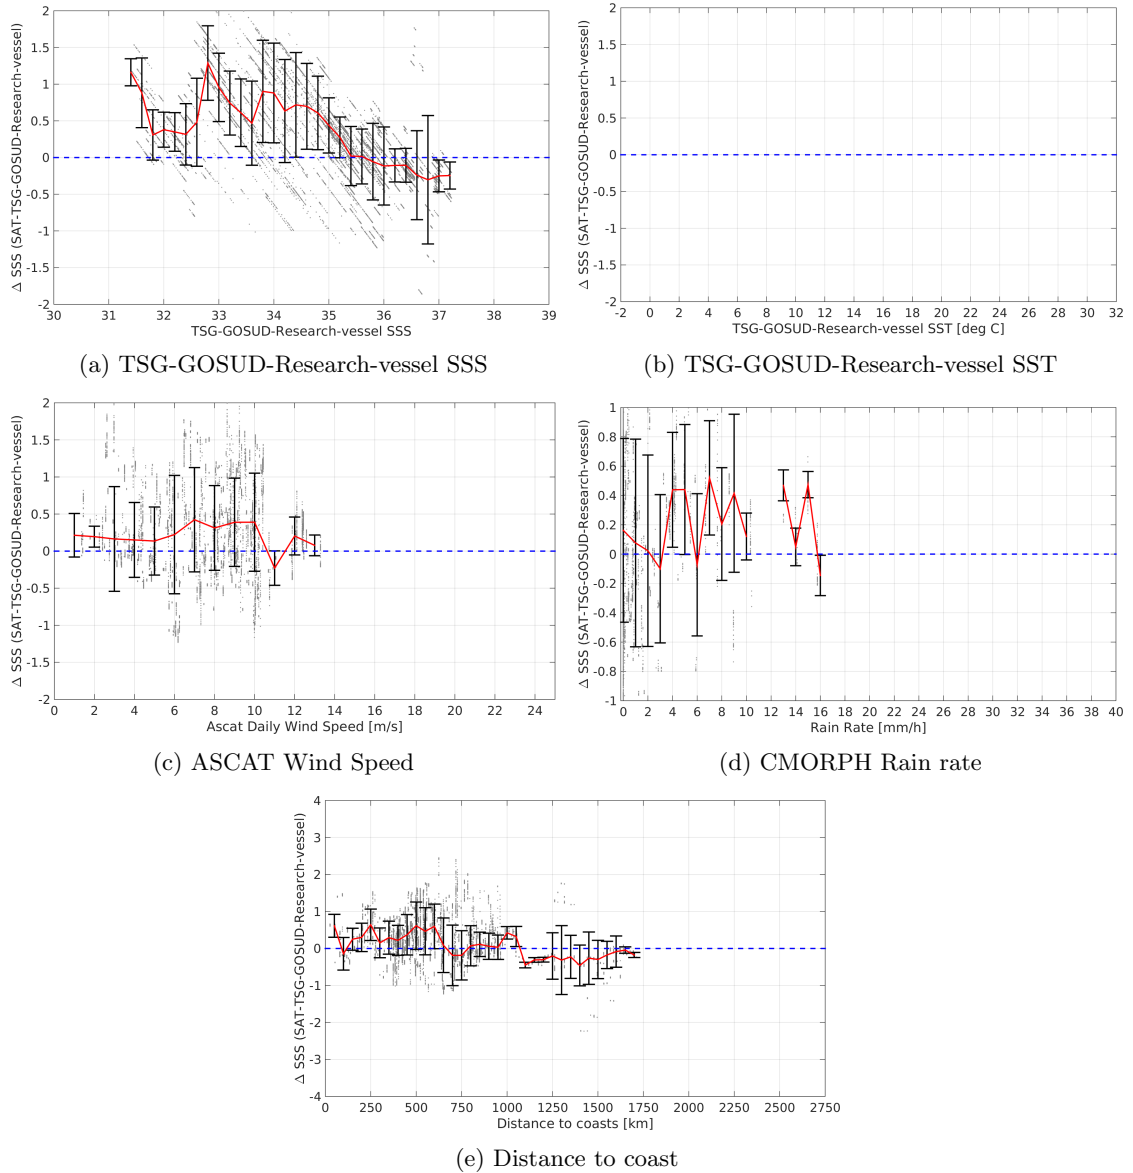 Δ SSS (SAT-TSG-GOSUD-Research-vessel)
2
1.5
1
0.5
0
-0.5
-1
-1.5
-2
30 31 32 33 34 35 36 37 38 39
TSG-GOSUD-Research-vessel SSS
(a) TSG-GOSUD-Research-vessel SSS
Δ SSS (SAT-TSG-GOSUD-Research-vessel)
2
1.5
1
0.5
0
-0.5
-1
-1.5
-2
-2 0 2 4 6 8 10 12 14 16 18 20 22 24 26 28 30 32
TSG-GOSUD-Research-vessel SST [deg C]
(b) TSG-GOSUD-Research-vessel SST
Δ SSS (SAT-TSG-GOSUD-Research-vessel)
2
1.5
1
0.5
0
-0.5
-1
-1.5
-2
0 2 4 6 8 10 12 14 16 18 20 22 24
Ascat Daily Wind Speed [m/s]
(c) ASCAT Wind Speed
Δ SSS (SAT-TSG-GOSUD-Research-vessel)
1
0.8
0.6
0.4
0.2
0
-0.2
-0.4
-0.6
-0.8
-1
0 2 4 6 8 10 12 14 16 18 20 22 24 26 28 30 32 34 36 38 40
Rain Rate [mm/h]
(d) CMORPH Rain rate
Δ SSS (SAT-TSG-GOSUD-Research-vessel)
4
3
2
1
0
-1
-2
-3
-4
0 250 500 750 1000 1250 1500 1750 2000 2250 2500 2750
Distance to coasts [km]
(e) Distance to coast